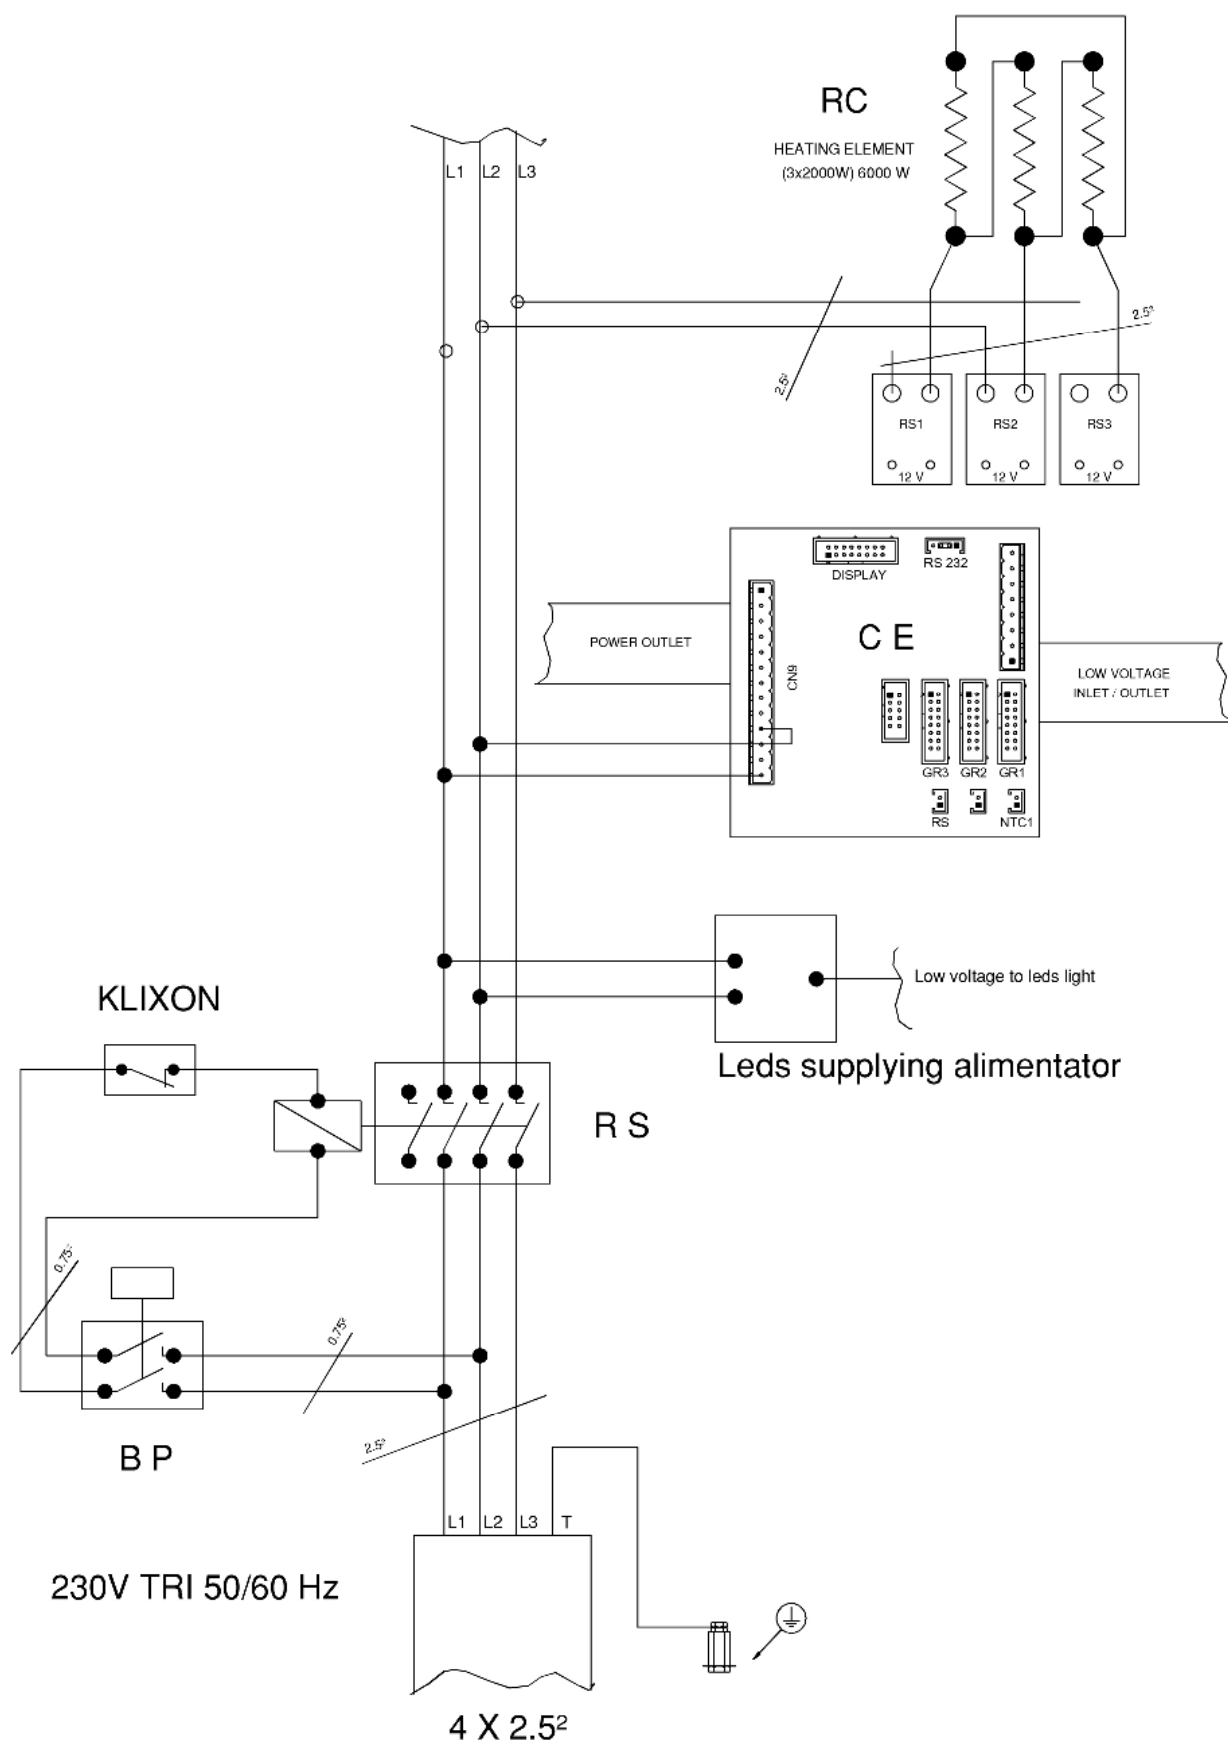 RC
HEATING ELEMENT
(3x2000W) 6000 W
L1 L2 L3
2.5²
2.5²
RS1 RS2 RS3
12 V 12 V 12 V
DISPLAY
RS 232
C E
POWER OUTLET
CN9
LOW VOLTAGE
INLET / OUTLET
GR3 GR2 GR1
RS NTC1
Low voltage to leds light
KLIXON
Leds supplying alimentator
R S
0.75²
0.75²
B P
2.5²
L1 L2 L3 T
230V TRI 50/60 Hz
4 X 2.5²